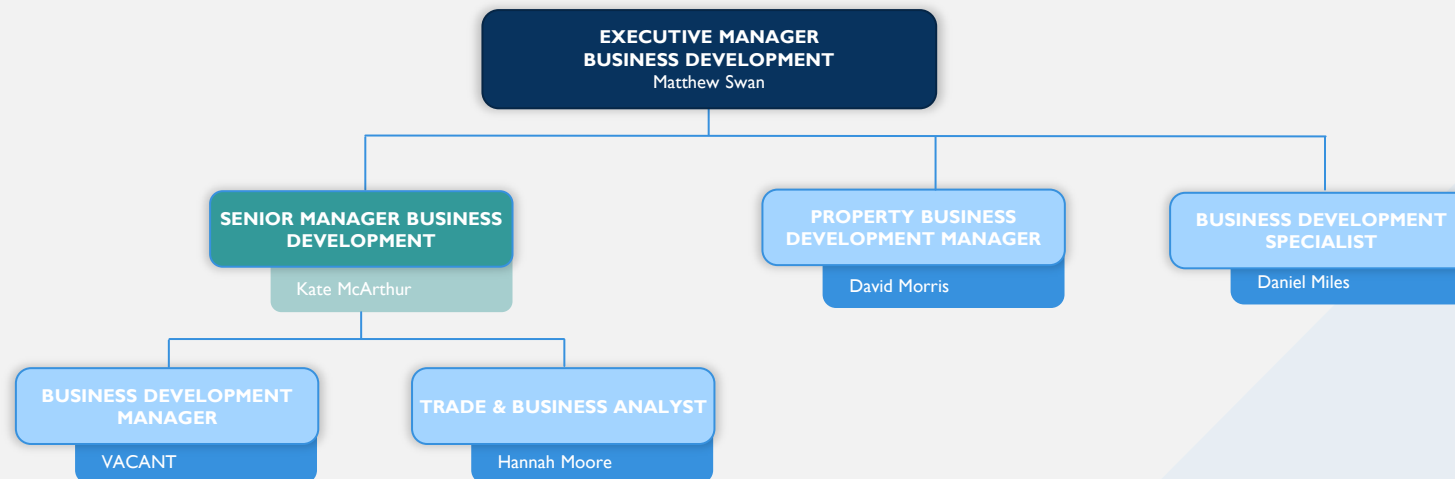 EXECUTIVE MANAGER
BUSINESS DEVELOPMENT
Matthew Swan
SENIOR MANAGER BUSINESS
DEVELOPMENT
Kate McArthur
PROPERTY BUSINESS
DEVELOPMENT MANAGER
David Morris
BUSINESS DEVELOPMENT
SPECIALIST
Daniel Miles
BUSINESS DEVELOPMENT
MANAGER
VACANT
TRADE & BUSINESS ANALYST
Hannah Moore